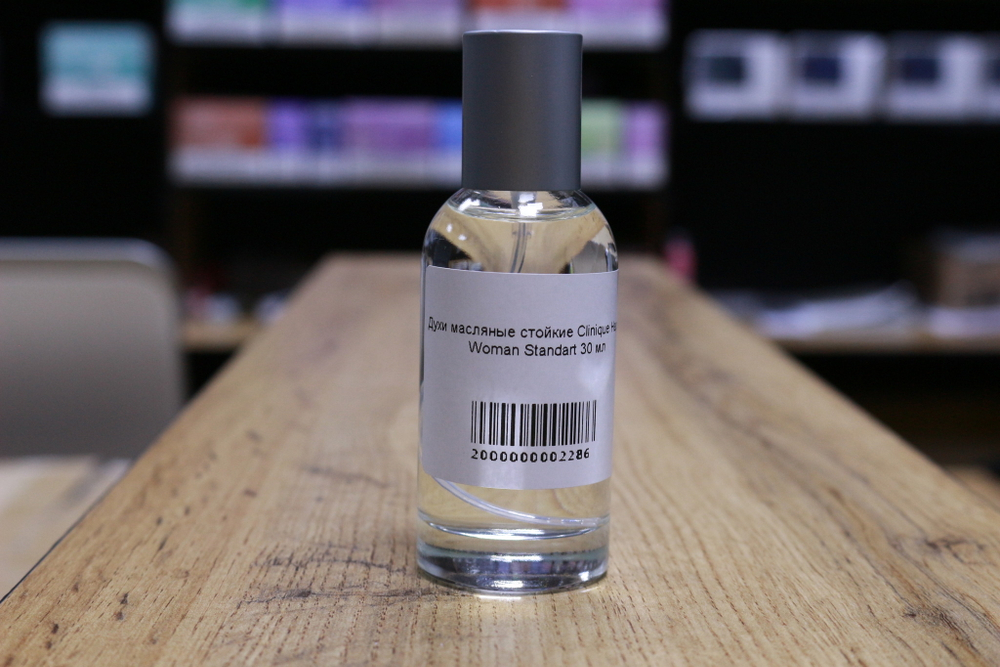 Духи масляные стойкие Clinique
Woman Standart 30 мл
2000000002286